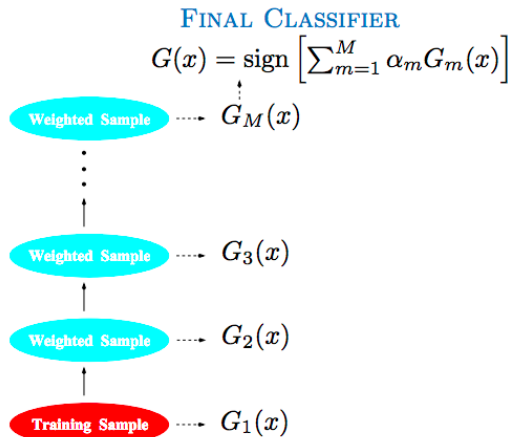 FINAL CLASSIFIER
G(x) = sign [∑_{m=1}^{M} α_m G_m(x)]
Weighted Sample G_M(x)
Weighted Sample G_3(x)
Weighted Sample G_2(x)
Training Sample G_1(x)